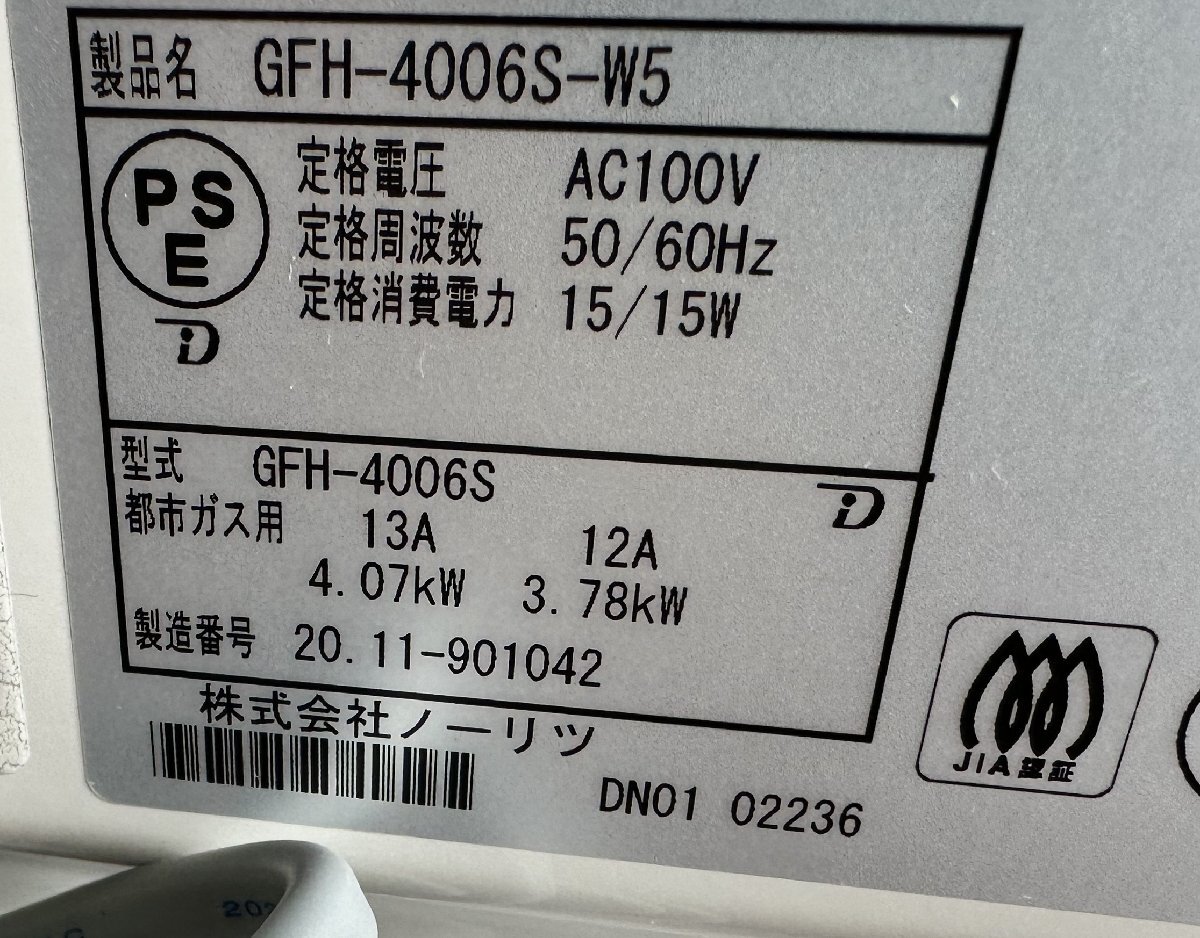 製品名 GFH-4006S-W5
PS
E
定格電圧 AC100V
定格周波数 50/60Hz
定格消費電力 15/15W
型式 GFH-4006S
都市ガス用 13A 12A
4.07kW 3.78kW
製造番号 20.11-901042
株式会社ノーリツ
DN01 02236
JIA認証